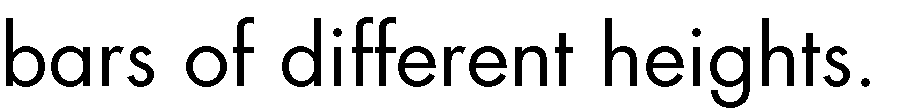 bars of different heights.